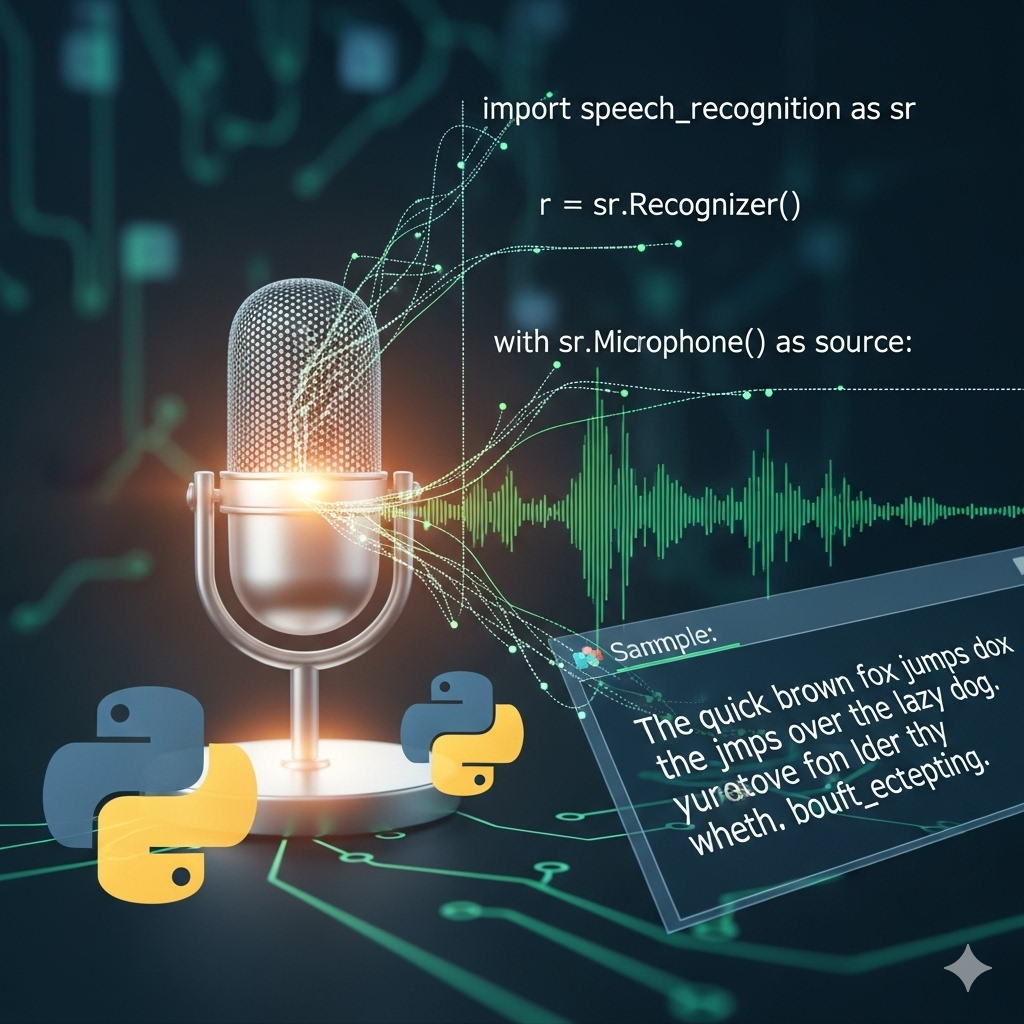 import speech_recognition as sr
r = sr.Recognizer()
with sr.Microphone() as source:
Sanmple:
The quick brown fox jumps dox
the jmps over the lazy dog.
yuretove fon lder thy
wheth. bouft_ectepting.